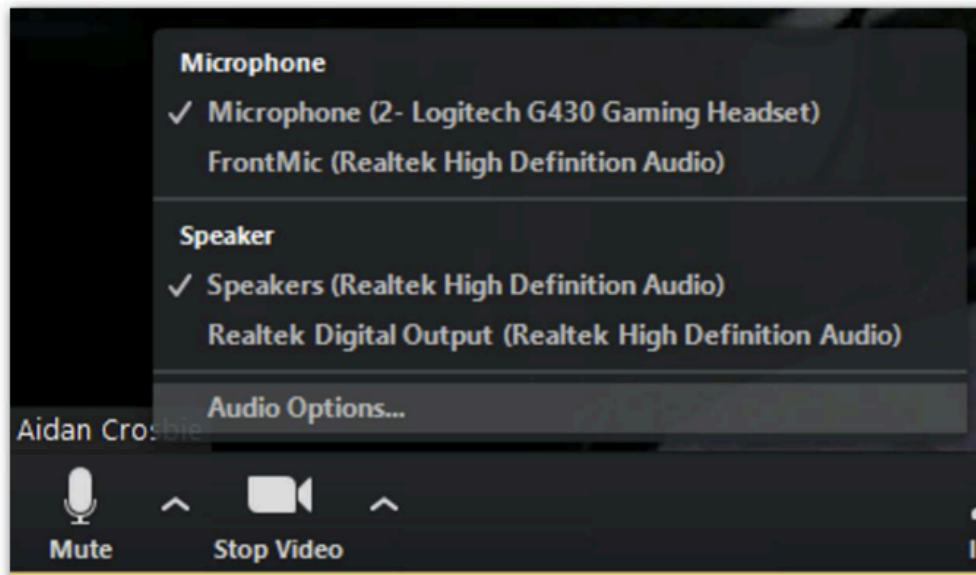 Microphone
✓ Microphone (2- Logitech G430 Gaming Headset)
FrontMic (Realtek High Definition Audio)
Speaker
✓ Speakers (Realtek High Definition Audio)
Realtek Digital Output (Realtek High Definition Audio)
Audio Options...
Aidan Crosbie
Mute
Stop Video